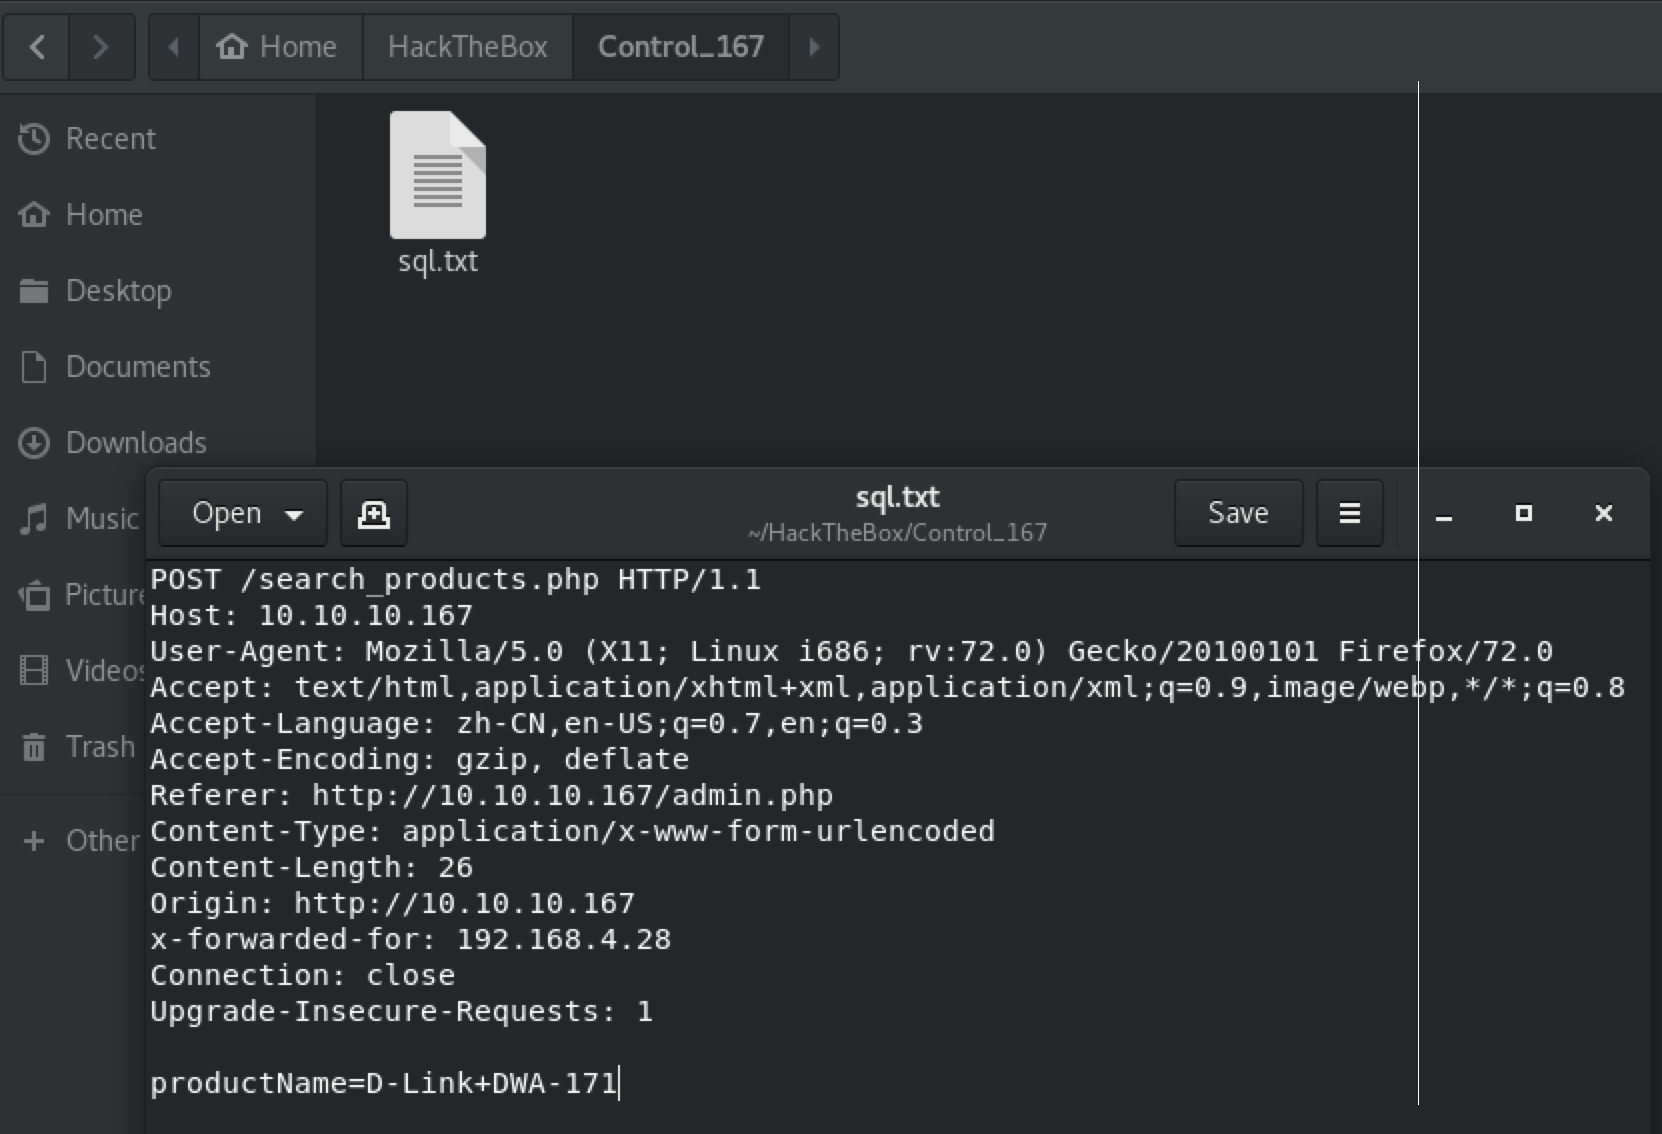 Home HackTheBox Control_167
Recent
Home
Desktop
Documents
Downloads
Music
Picture
Videos
Trash
Other
sql.txt
Open sql.txt Save
~/HackTheBox/Control_167
POST /search_products.php HTTP/1.1
Host: 10.10.10.167
User-Agent: Mozilla/5.0 (X11; Linux i686; rv:72.0) Gecko/20100101 Firefox/72.0
Accept: text/html,application/xhtml+xml,application/xml;q=0.9,image/webp,*/*;q=0.8
Accept-Language: zh-CN,en-US;q=0.7,en;q=0.3
Accept-Encoding: gzip, deflate
Referer: http://10.10.10.167/admin.php
Content-Type: application/x-www-form-urlencoded
Content-Length: 26
Origin: http://10.10.10.167
x-forwarded-for: 192.168.4.28
Connection: close
Upgrade-Insecure-Requests: 1
productName=D-Link+DWA-171